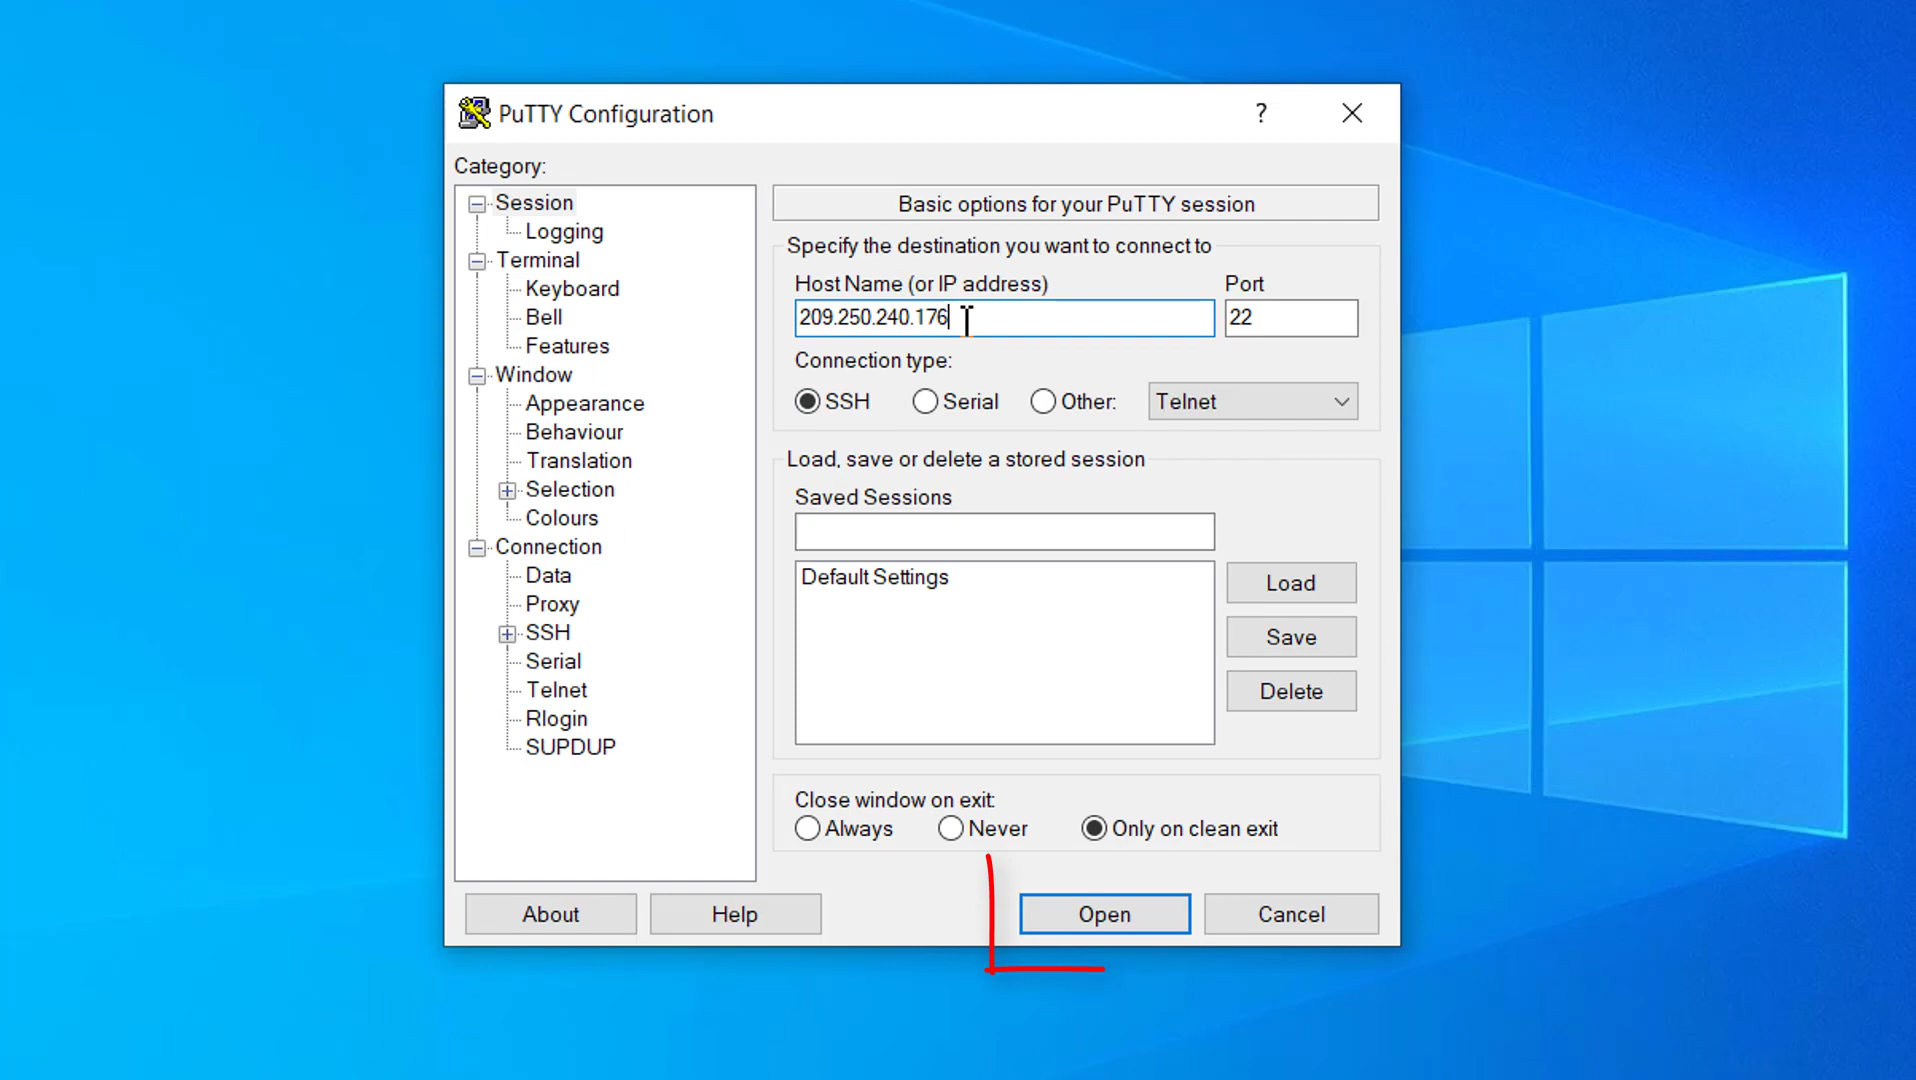 PuTTY Configuration
?
Category:
Session
Logging
Terminal
Keyboard
Bell
Features
Window
Appearance
Behaviour
Translation
Selection
Colours
Connection
Data
Proxy
SSH
Serial
Telnet
Rlogin
SUPDUP
Basic options for your PuTTY session
Specify the destination you want to connect to
Host Name (or IP address) Port
209.250.240.176 22
Connection type:
SSH Serial Other: Telnet
Load, save or delete a stored session
Saved Sessions
Default Settings
Load
Save
Delete
Close window on exit:
Always Never Only on clean exit
About Help Open Cancel